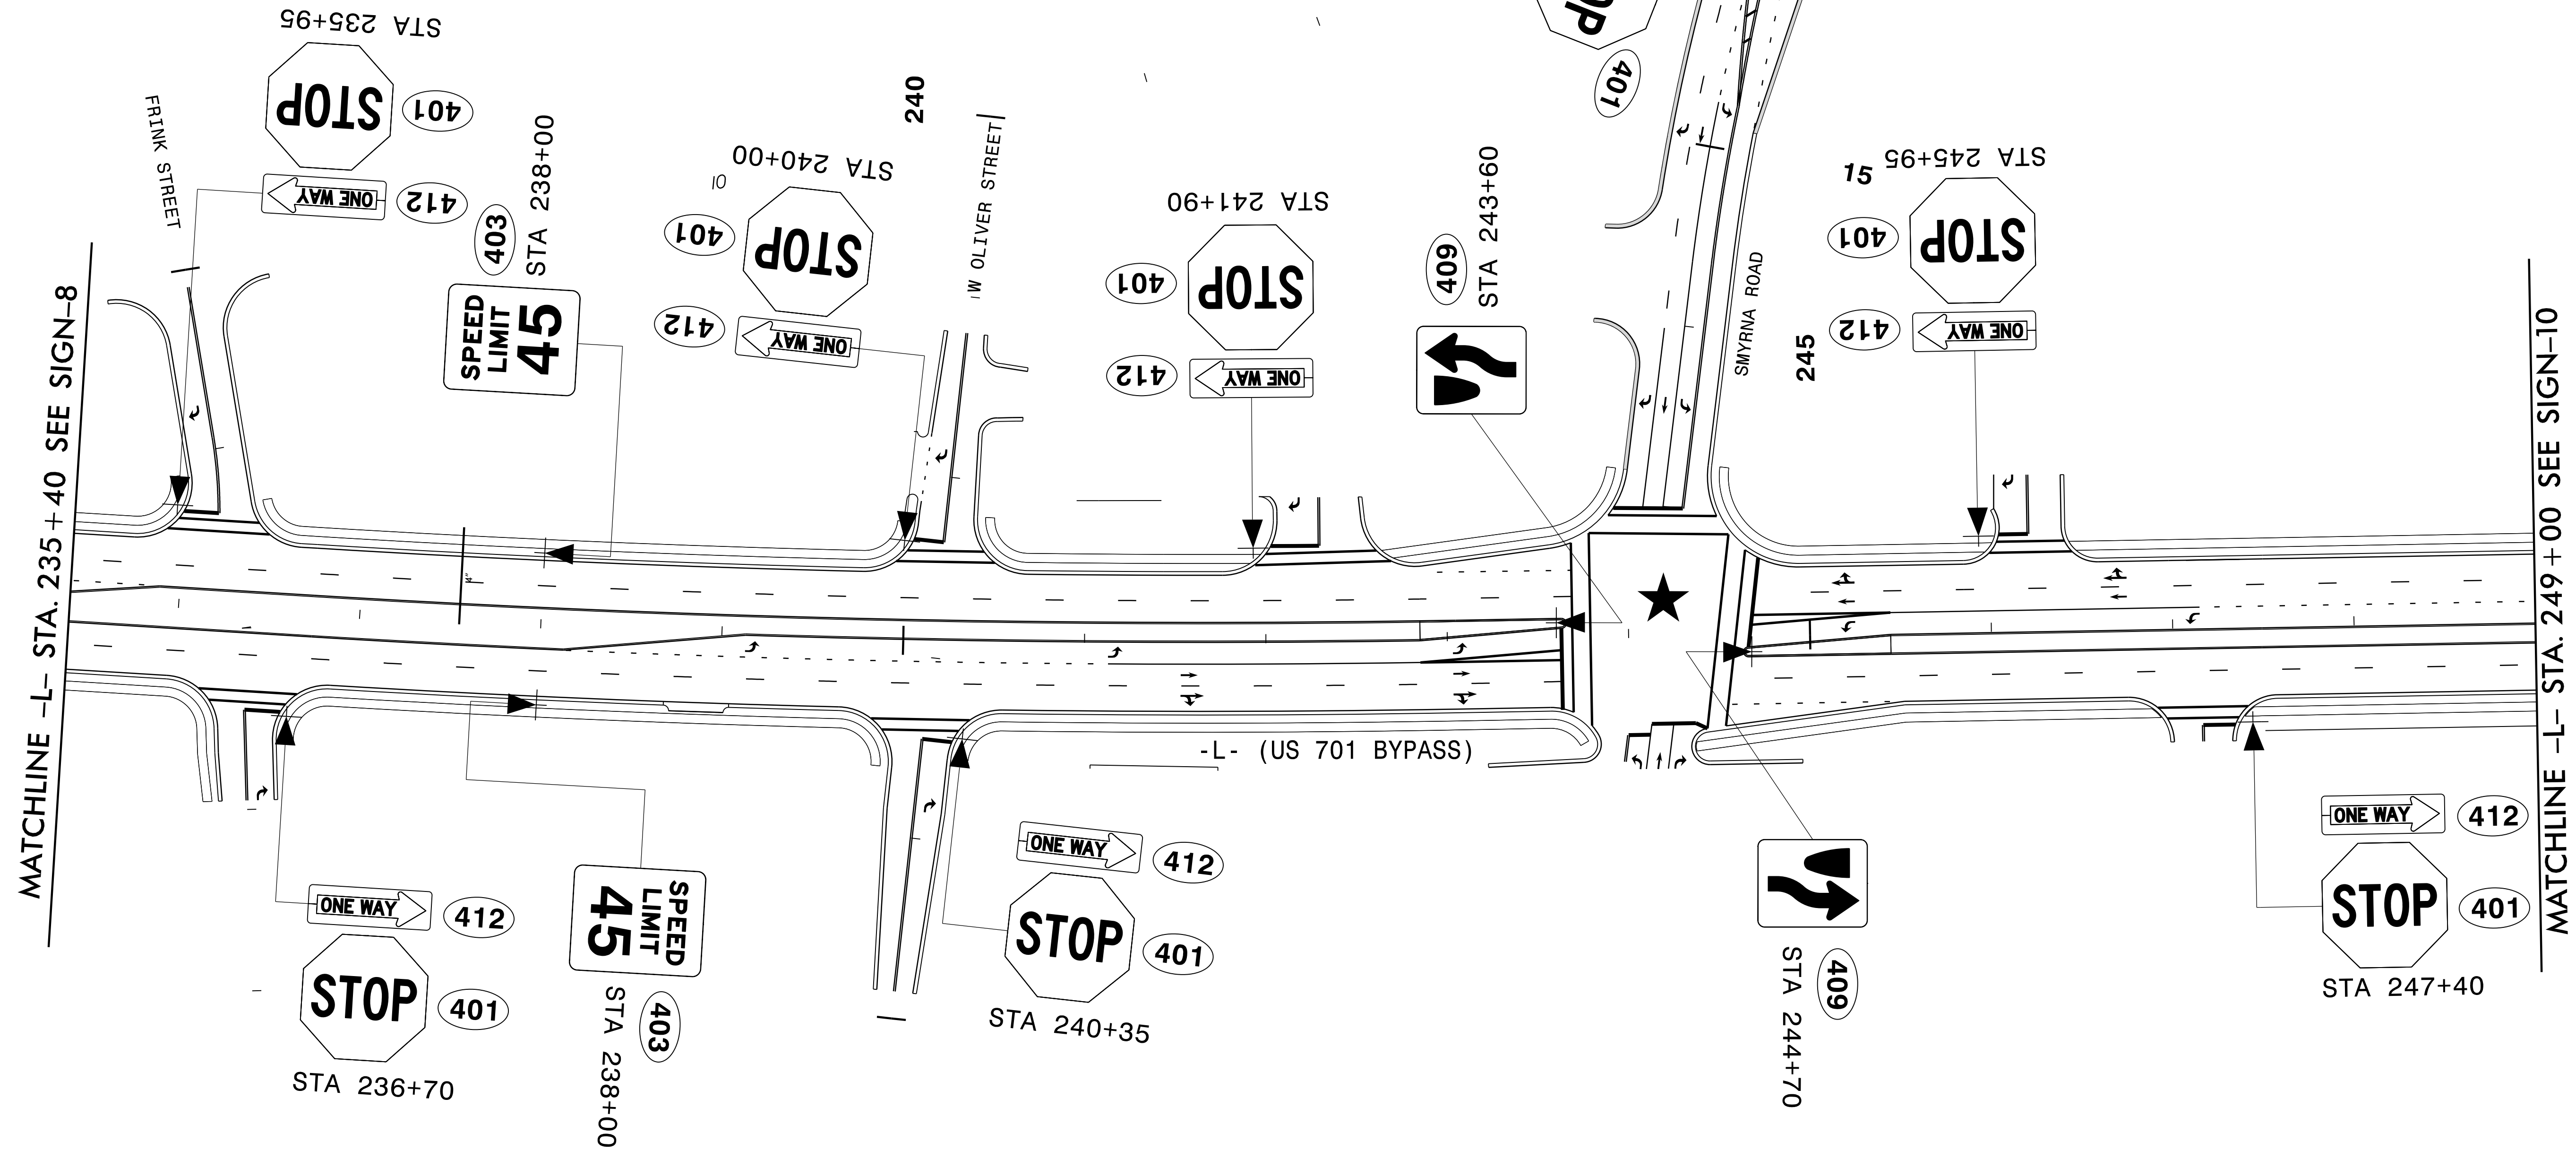 MATCHLINE -L- STA. 235+40 SEE SIGN-8
FRINK STREET
STA 235+95
STOP
401
ONE WAY
412
403
STA 238+00
SPEED
LIMIT
45
STA 240+00
10
STOP
401
ONE WAY
412
240
W OLIVER STREET
STA 241+90
STOP
401
ONE WAY
412
409
STA 243+60
STOP
401
SMYRNA ROAD
245
15
STA 245+95
STOP
401
ONE WAY
412
-L- (US 701 BYPASS)
ONE WAY
412
STOP
401
STA 236+70
SPEED
LIMIT
45
403
STA 238+00
ONE WAY
412
STOP
401
STA 240+35
409
STA 244+70
ONE WAY
412
STOP
401
STA 247+40
MATCHLINE -L- STA. 249+00 SEE SIGN-10